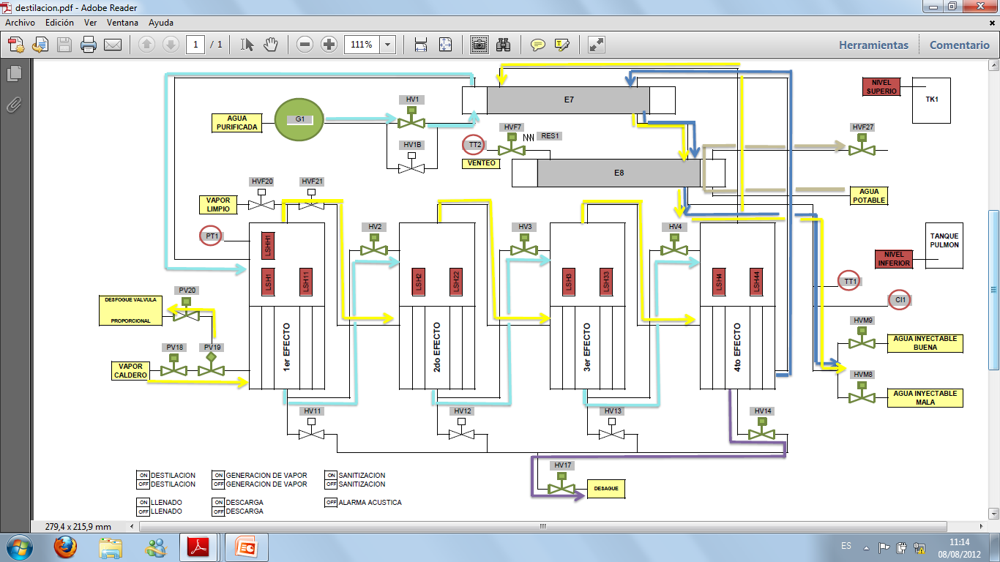 destilacion.pdf - Adobe Reader
Archivo Edición Ver Ventana Ayuda
1 / 1
111%
Herramientas Comentario
E7
NIVEL
SUPERIO
TK1
HV1
AGUA
PURIFICADA
G1
HV1B
HVF7
RES1
TT2
VENTEO
HVF27
E8
AGUA
POTABLE
HVF20
HVF21
VAPOR
LIMPIO
PT1
LSHH1
HV2
HV3
HV4
TANQUE
PULMON
NIVEL
INFERIOR
LSH1
LSH11
LSH2
LSH22
LSH3
LSH33
LSH4
LSH44
TT1
CI1
PV20
DESFOGUE VALVULA
PROPORCIONAL
1er EFECTO
2do EFECTO
3er EFECTO
4to EFECTO
HVM9
AGUA INYECTABLE
BUENA
PV18
PV19
VAPOR
CALDERO
HVM8
AGUA INYECTABLE
MALA
HV11
HV12
HV13
HV14
HV17
DESAGUE
ON DESTILACION
OFF DESTILACION
ON GENERACION DE VAPOR
OFF GENERACION DE VAPOR
ON SANITIZACION
OFF SANITIZACION
ON LLENADO
OFF LLENADO
ON DESCARGA
OFF DESCARGA
OFF ALARMA ACUSTICA
279,4 x 215,9 mm
ES
11:14
08/08/2012